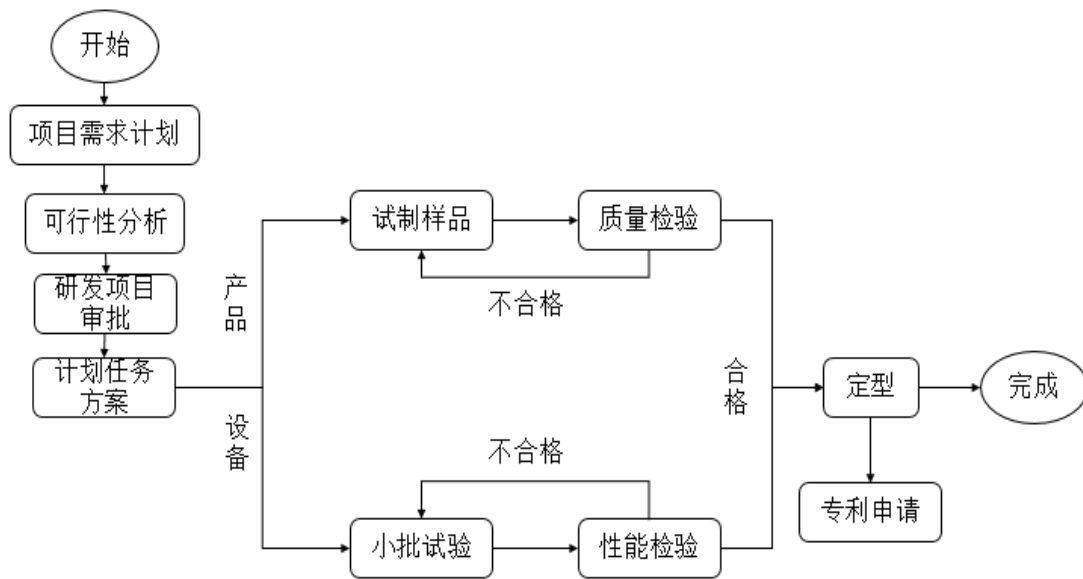 开始
项目需求计划
可行性分析
研发项目
审批
计划任务
方案
产品
设备
试制样品
质量检验
不合格
不合格
小批试验
性能检验
合格
定型
完成
专利申请